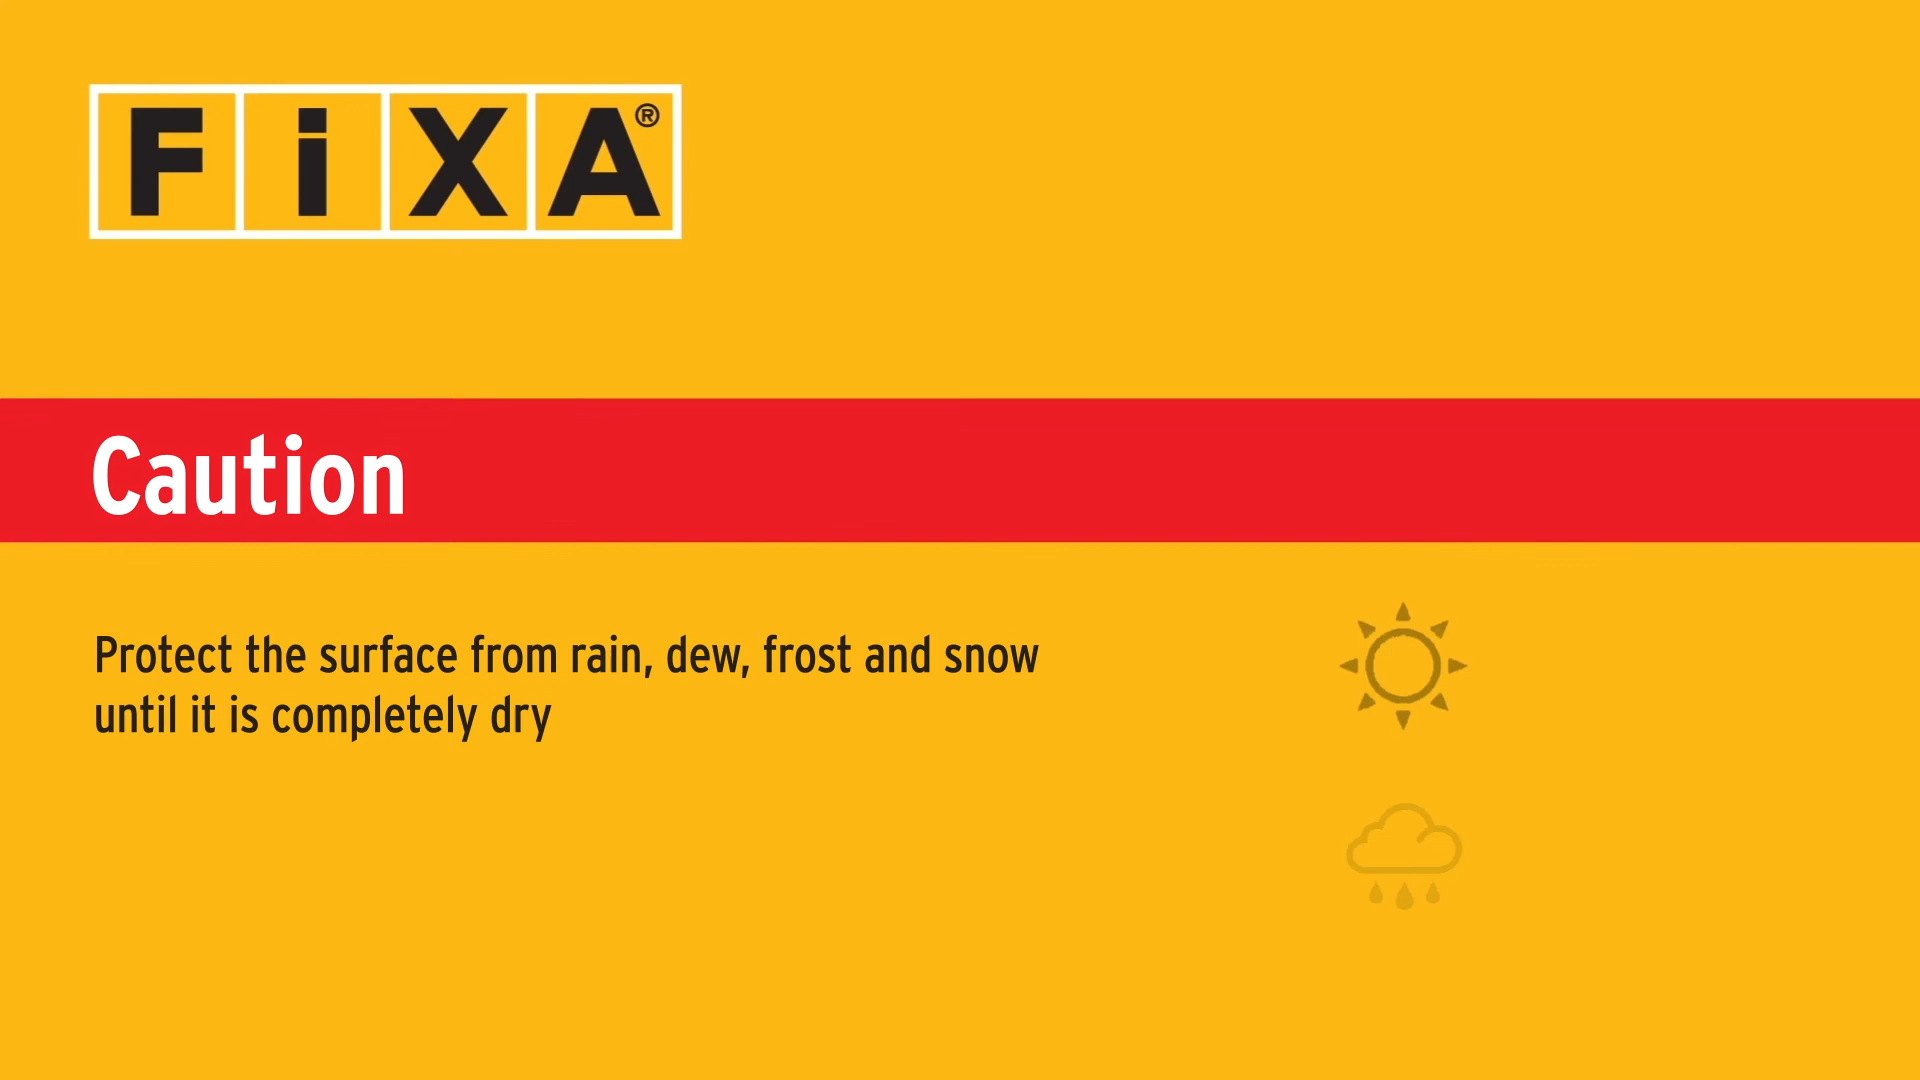 FiXA®
Caution
Protect the surface from rain, dew, frost and snow
until it is completely dry